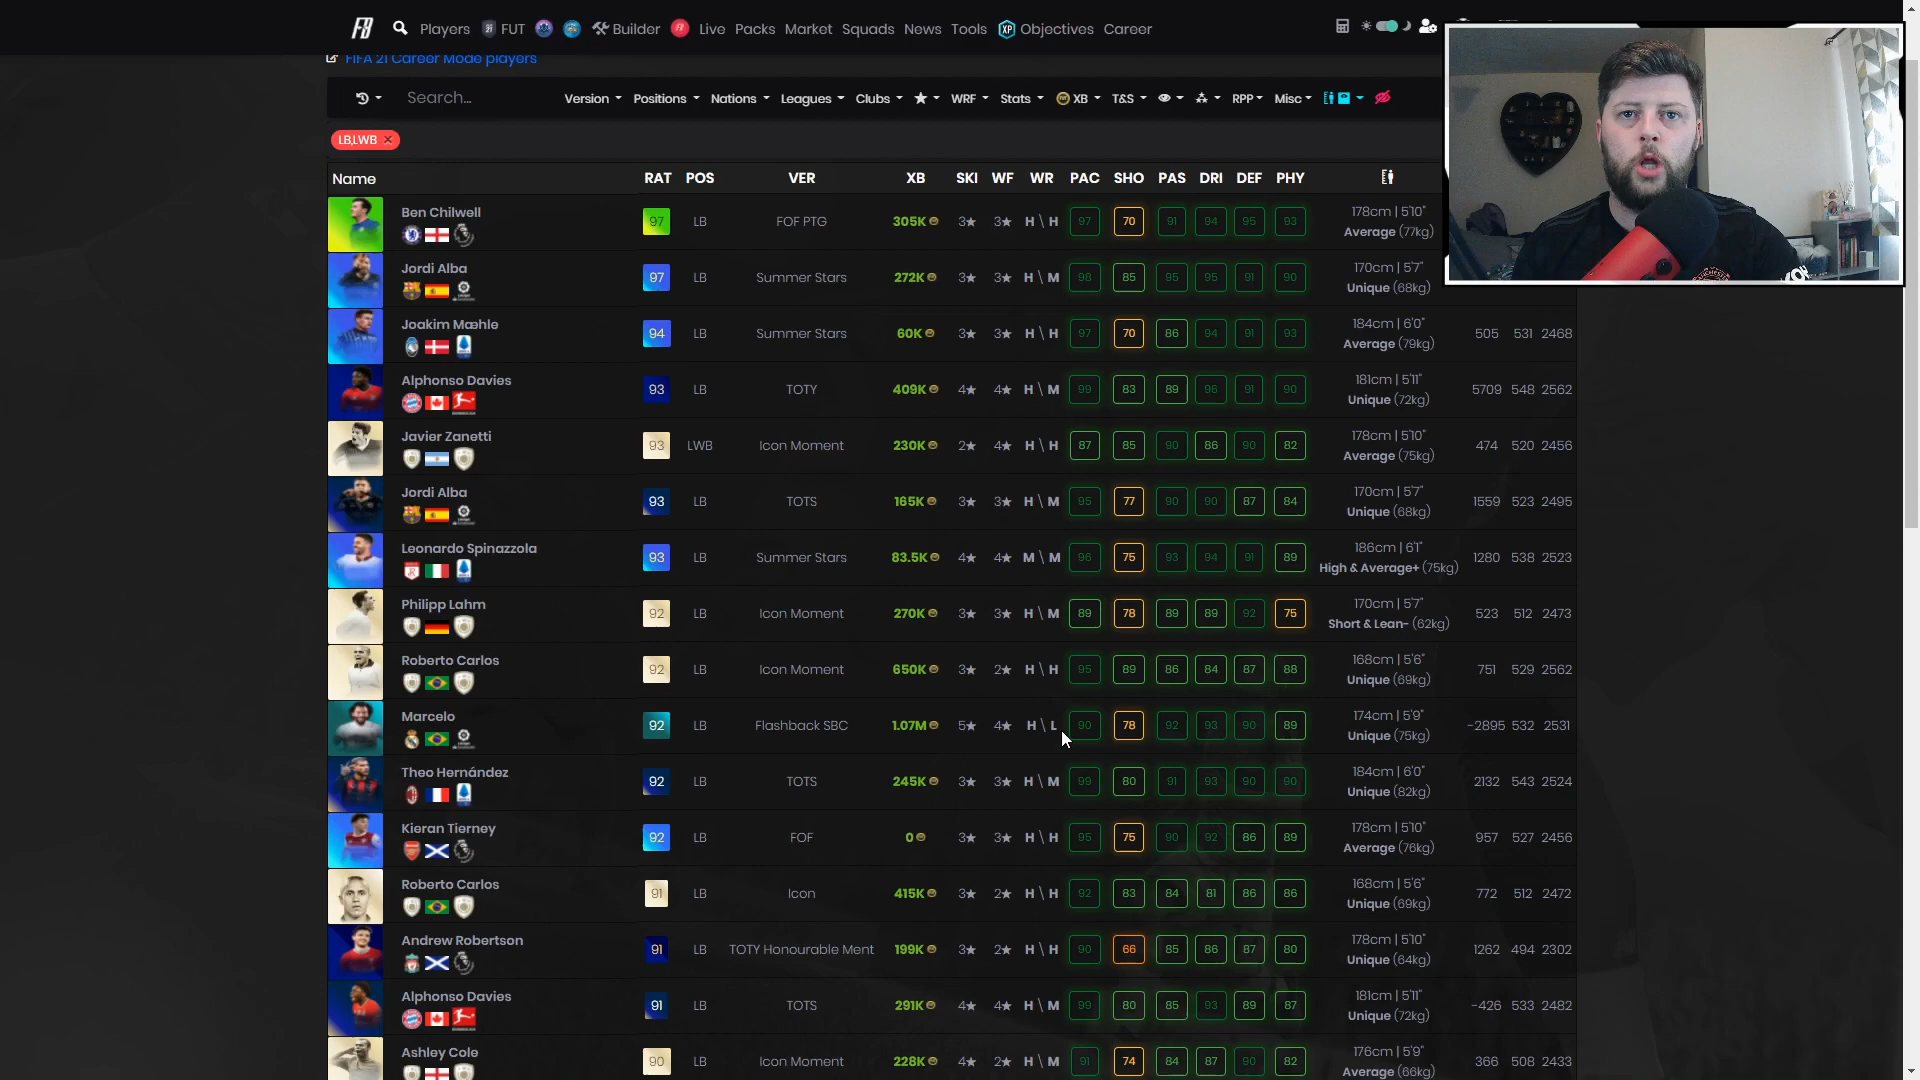 Players FUT Builder Live Packs Market Squads News Tools XP Objectives Career
FIFA 21 Career Mode players
Search... Version Positions Nations Leagues Clubs WRF Stats XB T&S RPP Misc
LB,LWB ×
Name RAT POS VER XB SKI WF WR PAC SHO PAS DRI DEF PHY
Ben Chilwell 97 LB FOF PTG 305K 3★ 3★ H \ H 97 70 91 94 95 93 178cm | 5'10" Average (77kg)
Jordi Alba 97 LB Summer Stars 272K 3★ 3★ H \ M 98 85 95 95 91 90 170cm | 5'7" Unique (68kg)
Joakim Mæhle 94 LB Summer Stars 60K 3★ 3★ H \ H 97 70 86 94 91 93 184cm | 6'0" Average (79kg) 505 531 2468
Alphonso Davies 93 LB TOTY 409K 4★ 4★ H \ M 99 83 89 96 91 90 181cm | 5'11" Unique (72kg) 5709 548 2562
Javier Zanetti 93 LWB Icon Moment 230K 2★ 4★ H \ H 87 85 90 86 90 82 178cm | 5'10" Average (75kg) 474 520 2456
Jordi Alba 93 LB TOTS 165K 3★ 3★ H \ M 95 77 90 90 87 84 170cm | 5'7" Unique (68kg) 1559 523 2495
Leonardo Spinazzola 93 LB Summer Stars 83.5K 4★ 4★ M \ M 96 75 93 94 91 89 186cm | 6'1" High & Average+ (75kg) 1280 538 2523
Philipp Lahm 92 LB Icon Moment 270K 3★ 3★ H \ M 89 78 89 89 92 75 170cm | 5'7" Short & Lean- (62kg) 523 512 2473
Roberto Carlos 92 LB Icon Moment 650K 3★ 2★ H \ H 95 89 86 84 87 88 168cm | 5'6" Unique (69kg) 751 529 2562
Marcelo 92 LB Flashback SBC 1.07M 5★ 4★ H \ L 90 78 92 93 90 89 174cm | 5'9" Unique (75kg) -2895 532 2531
Theo Hernández 92 LB TOTS 245K 3★ 3★ H \ M 99 80 91 93 90 90 184cm | 6'0" Unique (82kg) 2132 543 2524
Kieran Tierney 92 LB FOF 0 3★ 3★ H \ H 95 75 90 92 86 89 178cm | 5'10" Average (76kg) 957 527 2456
Roberto Carlos 91 LB Icon 415K 3★ 2★ H \ H 92 83 84 81 86 86 168cm | 5'6" Unique (69kg) 772 512 2472
Andrew Robertson 91 LB TOTY Honourable Ment 199K 3★ 2★ H \ H 90 66 85 86 87 80 178cm | 5'10" Unique (64kg) 1262 494 2302
Alphonso Davies 91 LB TOTS 291K 4★ 4★ H \ M 99 80 85 93 89 87 181cm | 5'11" Unique (72kg) -426 533 2482
Ashley Cole 90 LB Icon Moment 228K 4★ 2★ H \ M 91 74 84 87 90 82 176cm | 5'9" Average (66kg) 366 508 2433